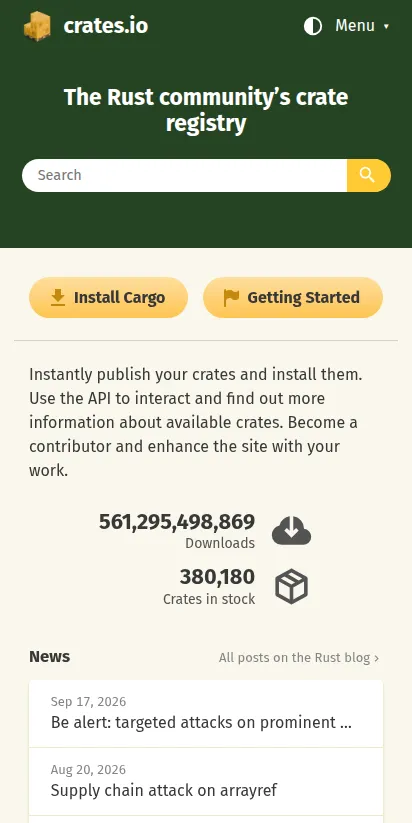 crates.io
Menu ▾
The Rust community’s crate
registry
Search
Install Cargo
Getting Started
Instantly publish your crates and install them.
Use the API to interact and find out more
information about available crates. Become a
contributor and enhance the site with your
work.
561,295,498,869
Downloads
380,180
Crates in stock
News
All posts on the Rust blog ›
Sep 17, 2026
Be alert: targeted attacks on prominent ...
Aug 20, 2026
Supply chain attack on arrayref